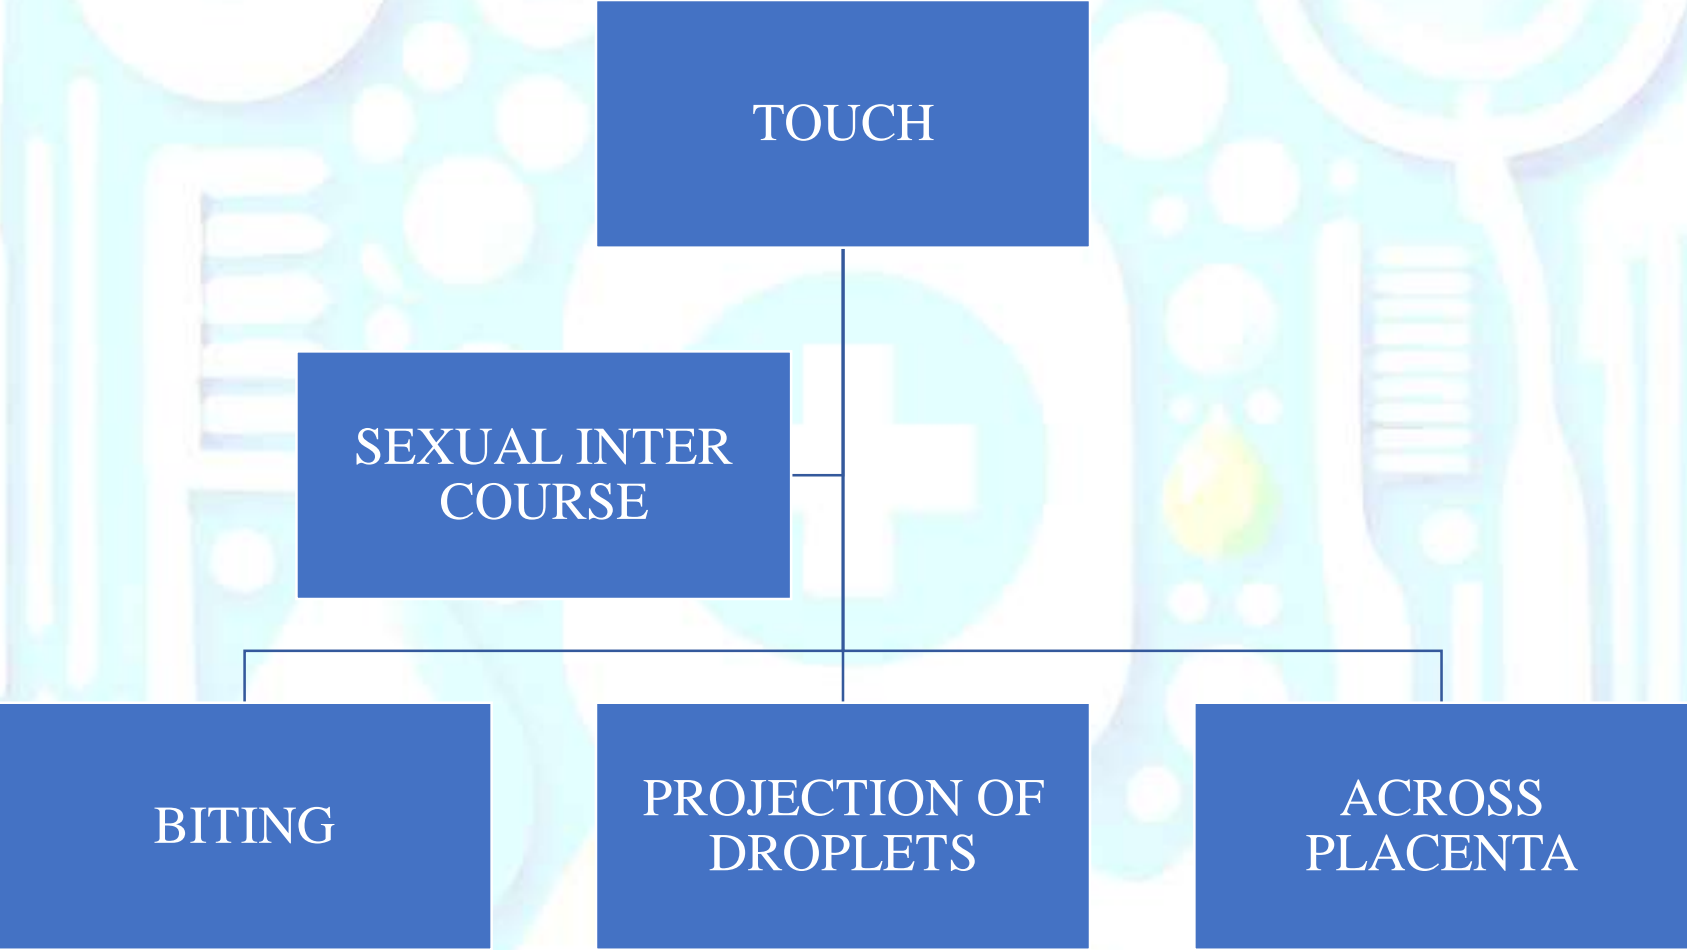 TOUCH
SEXUAL INTER
COURSE
BITING
PROJECTION OF
DROPLETS
ACROSS
PLACENTA